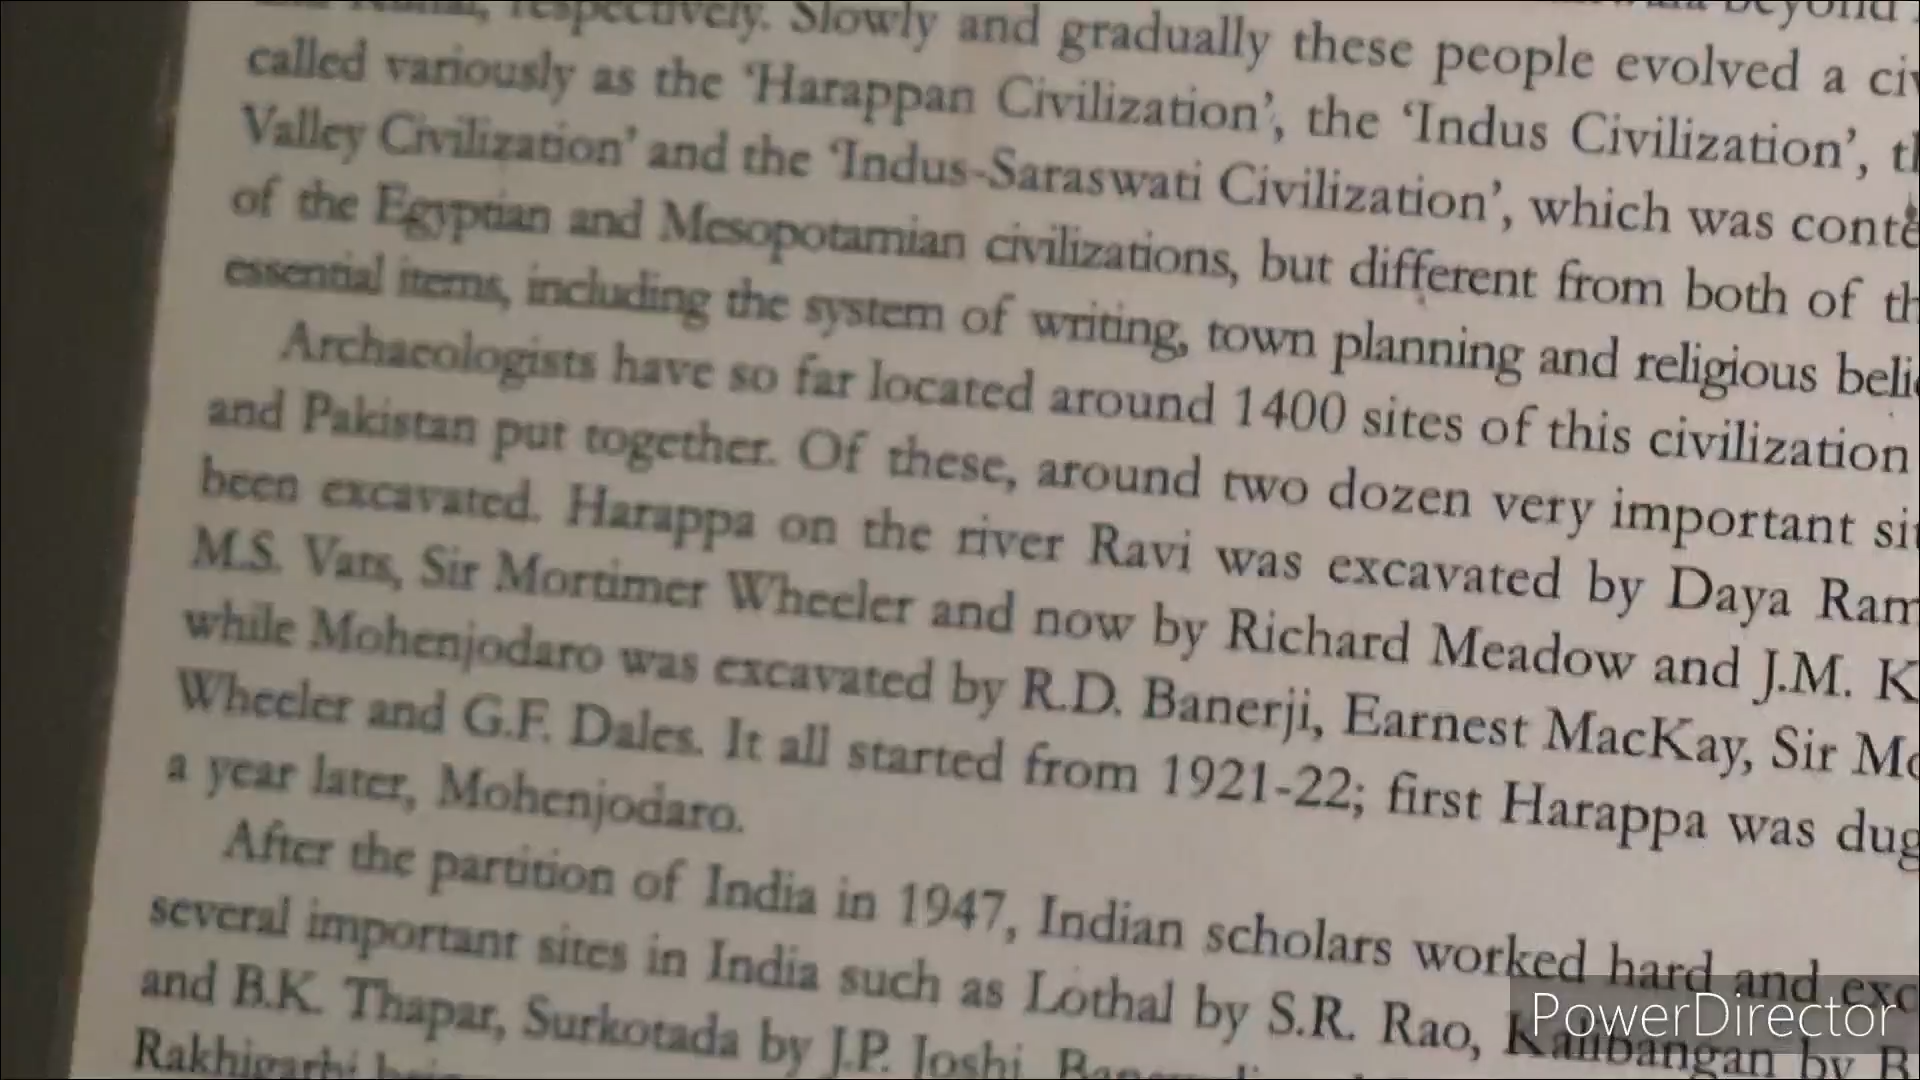 respectively. Slowly and gradually these people evolved a
called variously as the ‘Harappan Civilization’, the ‘Indus Civilization’,
Valley Civilization’ and the ‘Indus-Saraswati Civilization’, which was
of the Egyptian and Mesopotamian civilizations, but different from both of
essential items, including the system of writing, town planning and religious
Archaeologists have so far located around 1400 sites of this civilization
and Pakistan put together. Of these, around two dozen very important
been excavated. Harappa on the river Ravi was excavated by Daya Ram
M.S. Vats, Sir Mortimer Wheeler and now by Richard Meadow and J.M. K
while Mohenjodaro was excavated by R.D. Banerji, Earnest MacKay, Sir
Wheeler and G.F. Dales. It all started from 1921-22; first Harappa was dug
a year later, Mohenjodaro.
After the partition of India in 1947, Indian scholars worked hard and
several important sites in India such as Lothal by S.R. Rao, Kalibangan by B
and B.K. Thapar, Surkotada by J.P. Joshi,
Rakhigarhi
PowerDirector